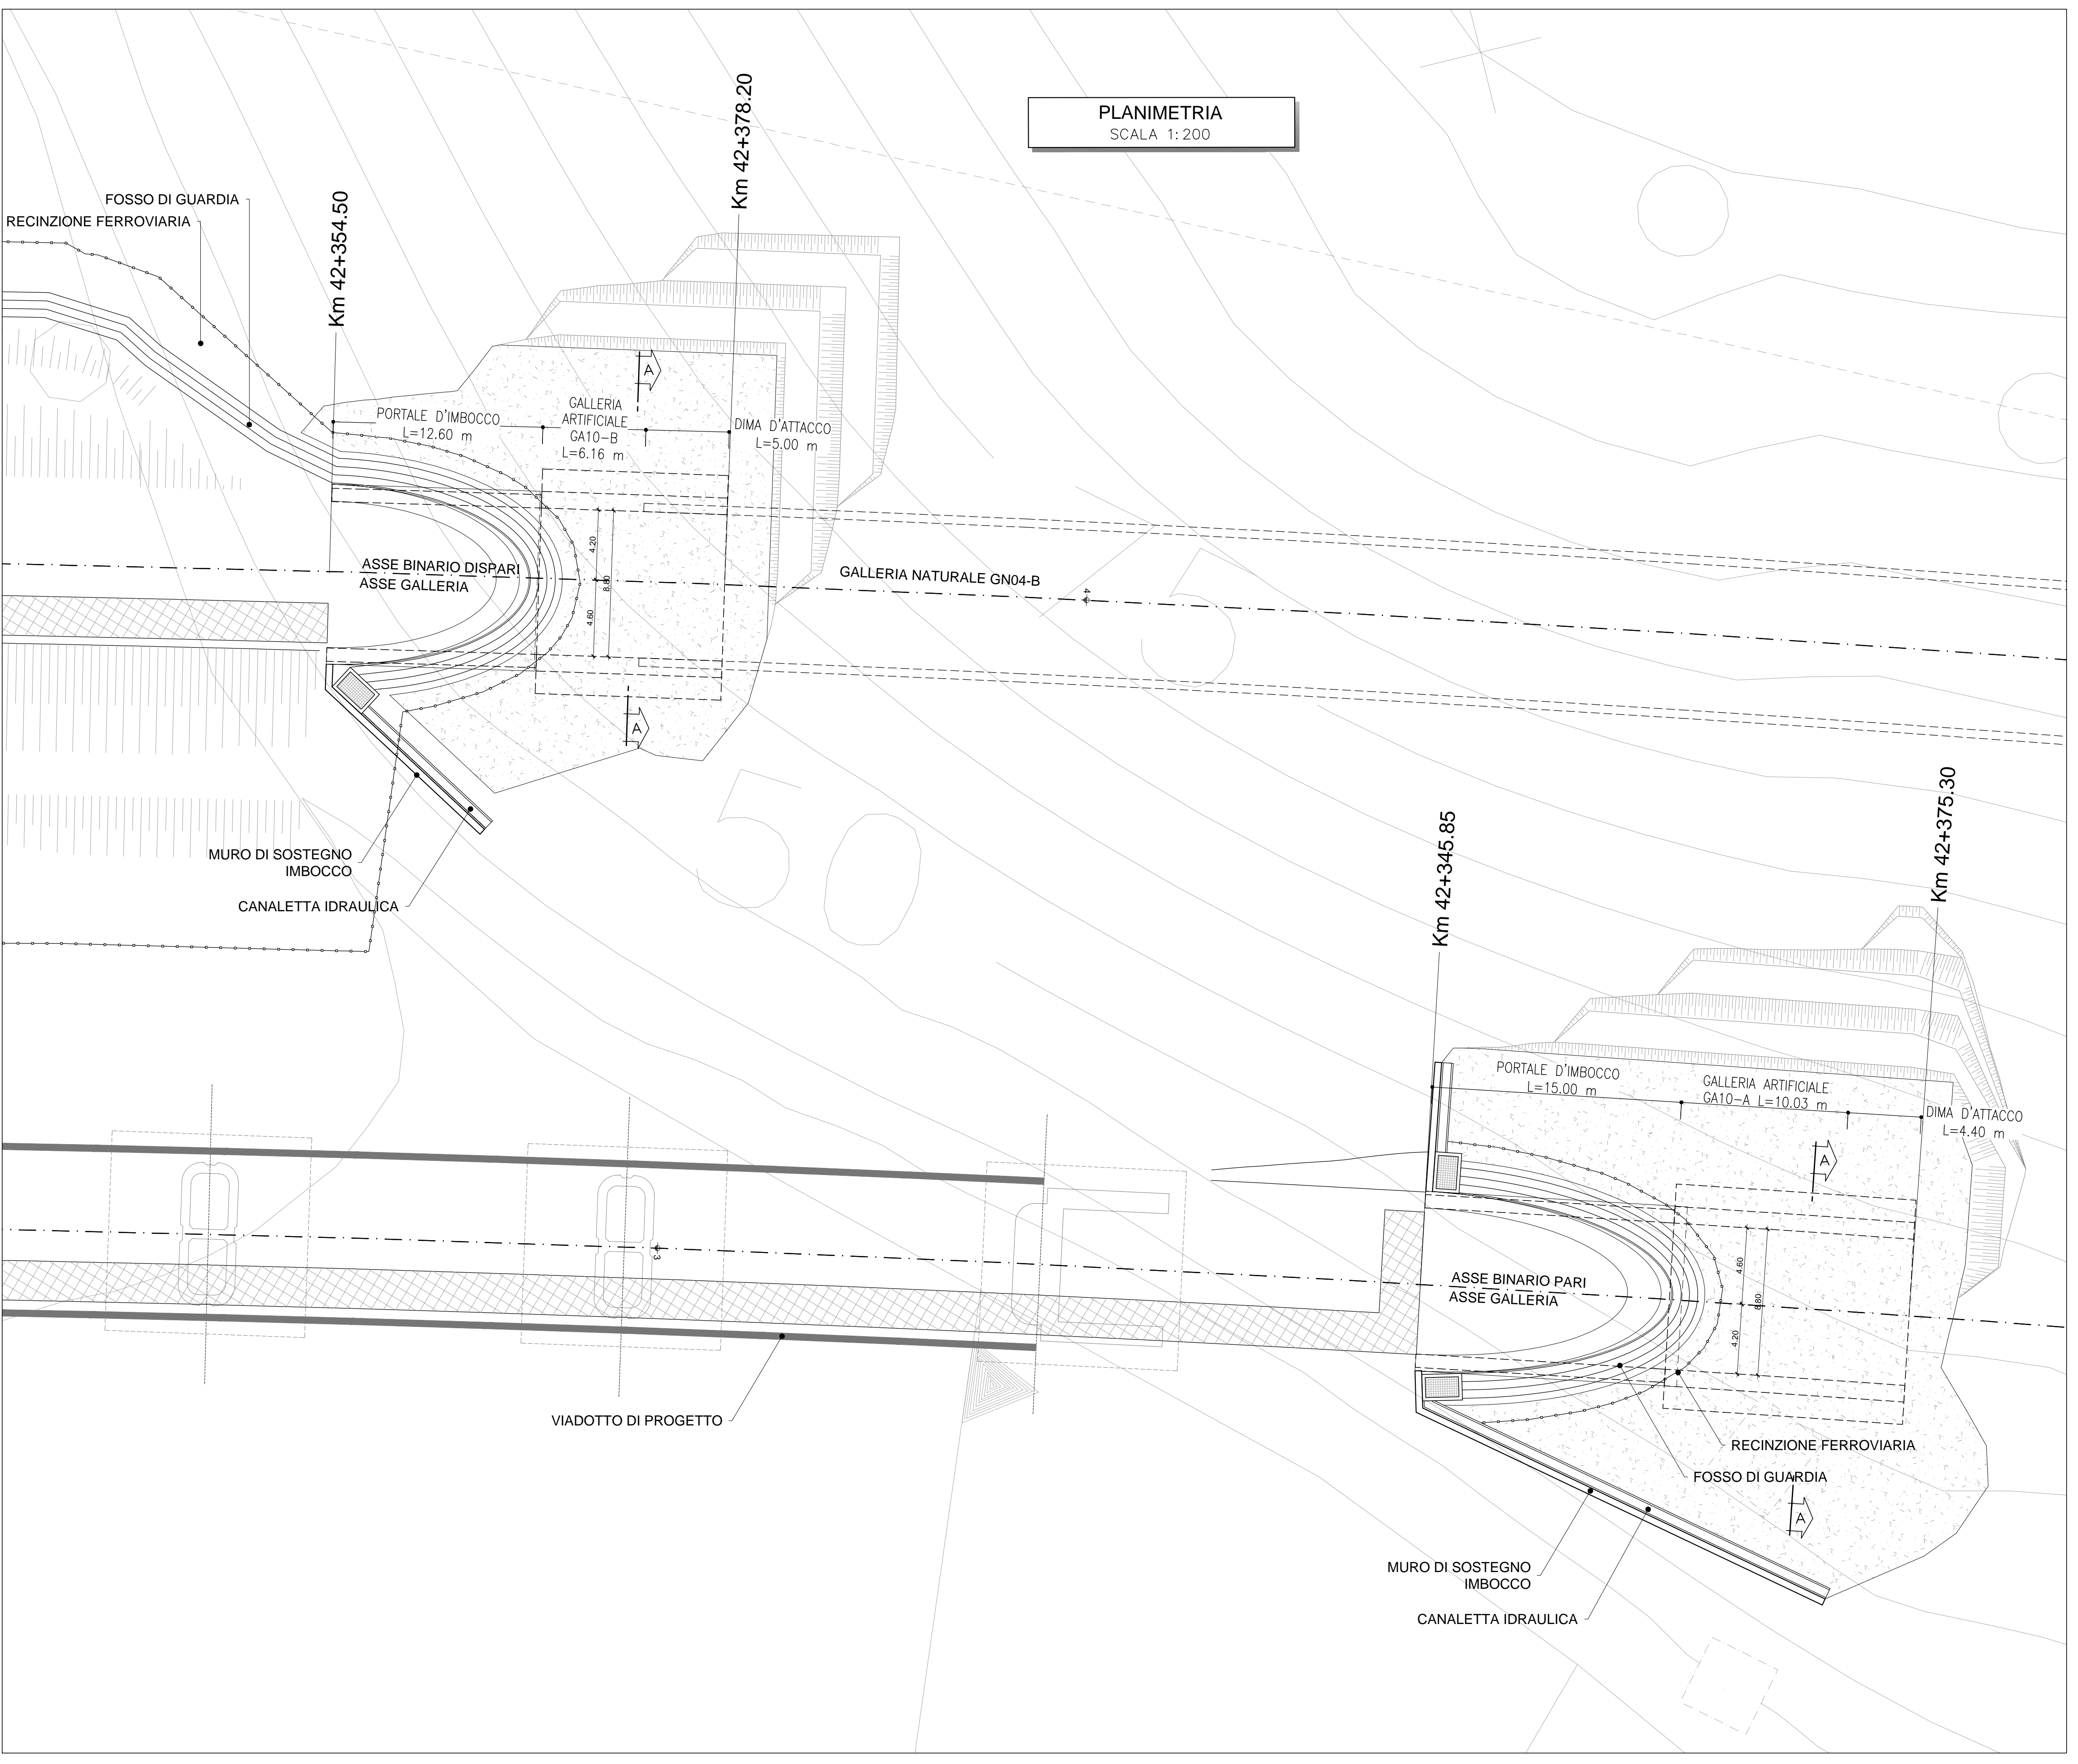 PLANIMETRIA
SCALA 1:200
Km 42+354.50
Km 42+378.20
FOSSO DI GUARDIA
RECINZIONE FERROVIARIA
PORTALE D'IMBOCCO
L=12.60 m
GALLERIA
ARTIFICIALE
GA10-B
L=6.16 m
DIMA D'ATTACCO
L=5.00 m
A
4.20
8.80
4.60
ASSE BINARIO DISPARI
ASSE GALLERIA
GALLERIA NATURALE GN04-B
4
5
A
50
MURO DI SOSTEGNO
IMBOCCO
CANALETTA IDRAULICA
Km 42+345.85
Km 42+375.30
PORTALE D'IMBOCCO
L=15.00 m
GALLERIA ARTIFICIALE
GA10-A L=10.03 m
DIMA D'ATTACCO
L=4.40 m
A
4.60
8.80
4.20
3
ASSE BINARIO PARI
ASSE GALLERIA
VIADOTTO DI PROGETTO
RECINZIONE FERROVIARIA
FOSSO DI GUARDIA
A
MURO DI SOSTEGNO
IMBOCCO
CANALETTA IDRAULICA